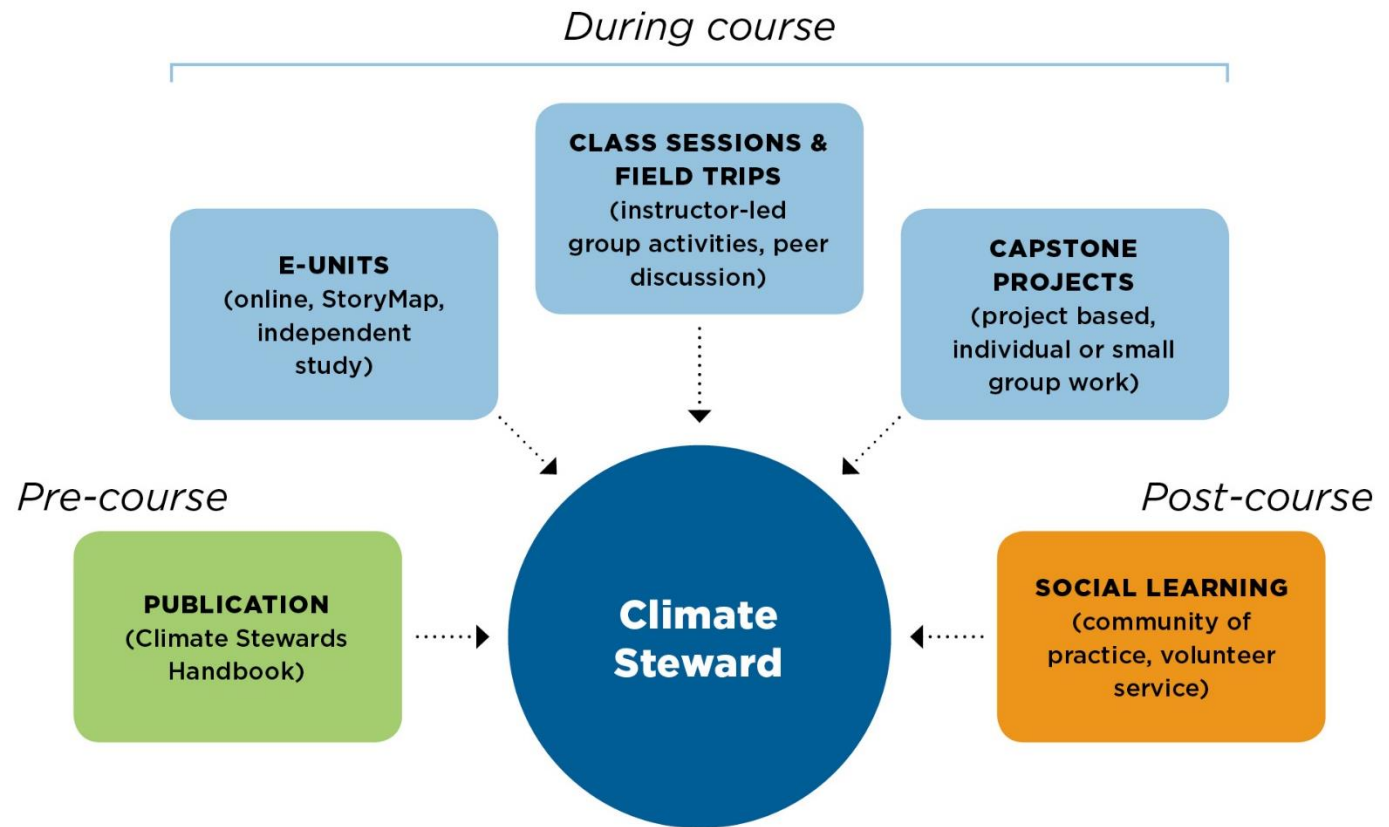 During course
CLASS SESSIONS &
FIELD TRIPS
(instructor-led
group activities, peer
discussion)
E-UNITS
(online, StoryMap,
independent
study)
CAPSTONE
PROJECTS
(project based,
individual or small
group work)
Pre-course
PUBLICATION
(Climate Stewards
Handbook)
Climate
Steward
Post-course
SOCIAL LEARNING
(community of
practice, volunteer
service)